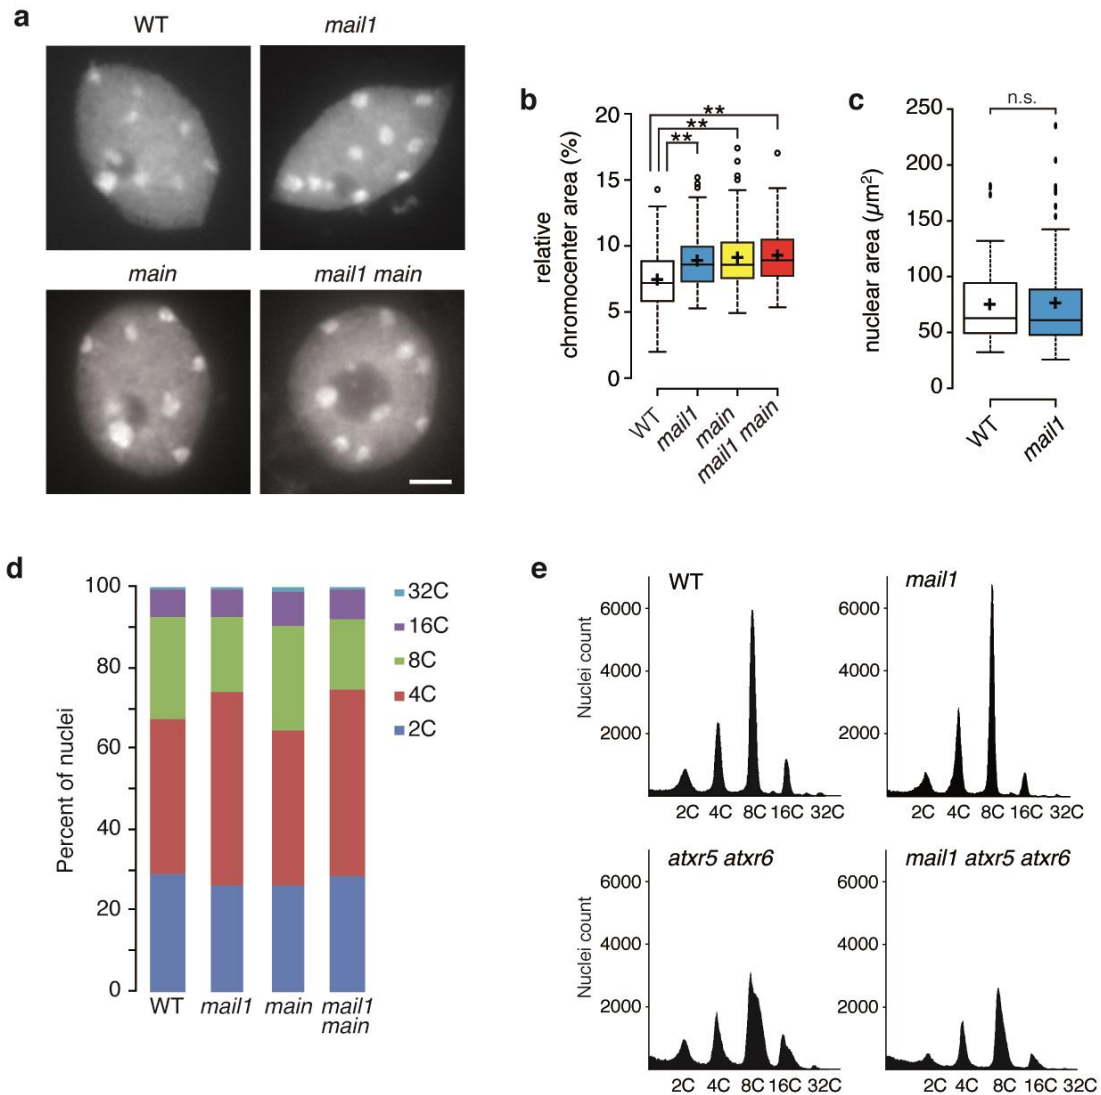 a
WT
mail1
main
mail1 main
b
relative
chromocenter area (%)
20
15
10
5
0
**
**
**
WT
mail1
main
mail1 main
c
nuclear area (µm2)
250
200
150
100
50
0
n.s.
WT
mail1
d
Percent of nuclei
100
80
60
40
20
0
WT
mail1
main
mail1
main
32C
16C
8C
4C
2C
e
WT
Nuclei count
6000
4000
2000
2C 4C 8C 16C 32C
mail1
6000
4000
2000
2C 4C 8C 16C 32C
atxr5 atxr6
Nuclei count
6000
4000
2000
2C 4C 8C 16C 32C
mail1 atxr5 atxr6
6000
4000
2000
2C 4C 8C 16C 32C